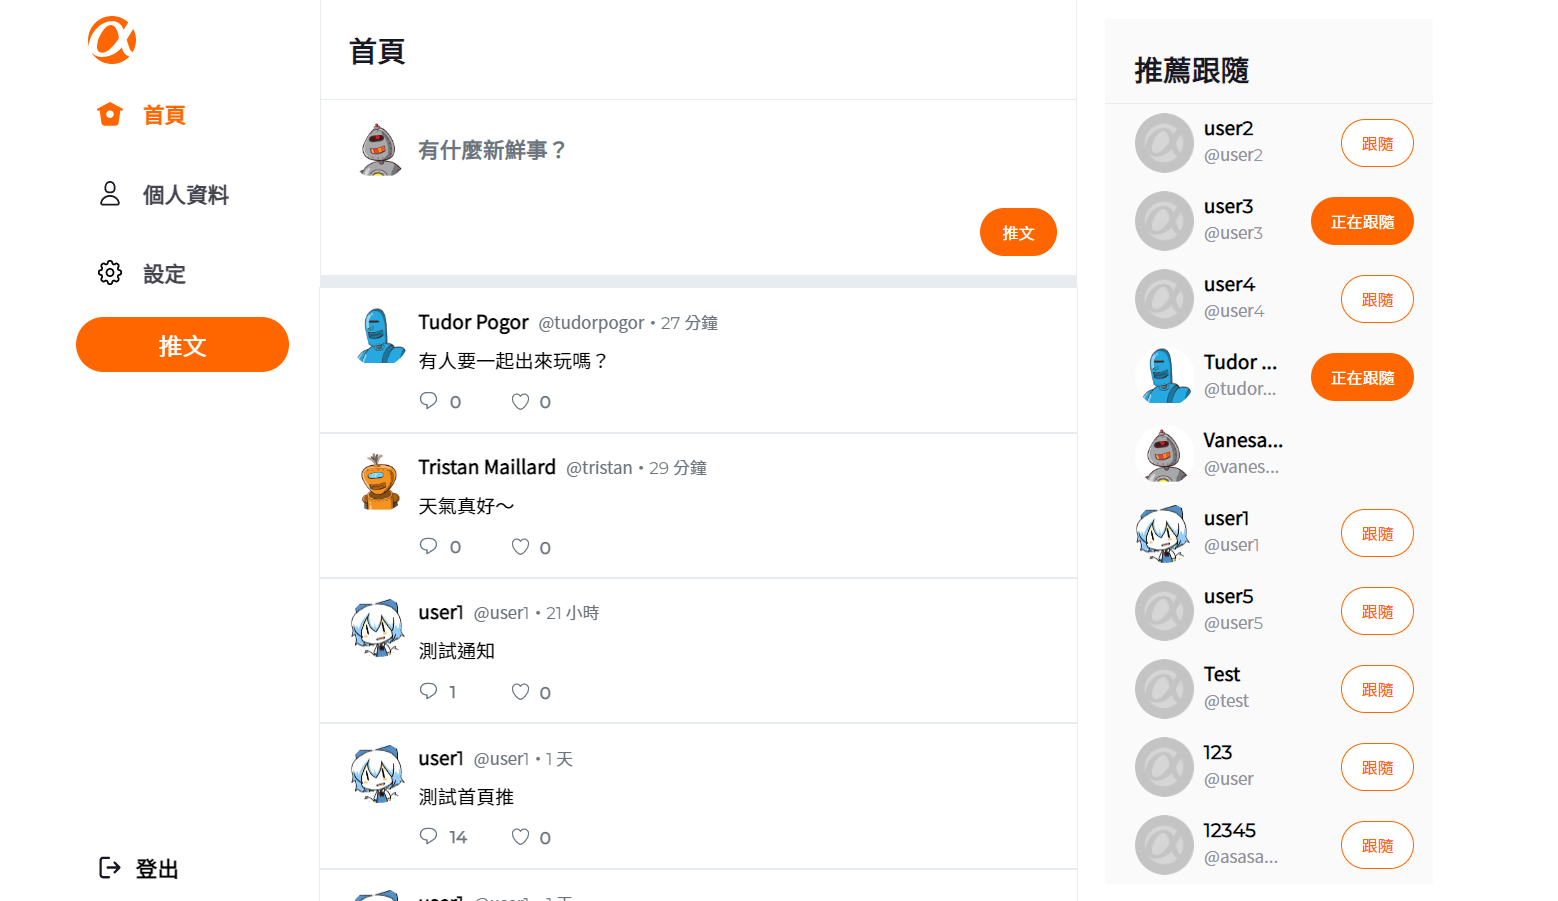 首頁
個人資料
設定
推文
登出
首頁
有什麼新鮮事？
推文
Tudor Pogor @tudorpogor・27 分鐘
有人要一起出來玩嗎？
0 0
Tristan Maillard @tristan・29 分鐘
天氣真好～
0 0
user1 @user1・21 小時
測試通知
1 0
user1 @user1・1 天
測試首頁推
14 0
user1 @user1・1 天
推薦跟隨
user2
@user2
跟隨
user3
@user3
正在跟隨
user4
@user4
跟隨
Tudor ...
@tudor...
正在跟隨
Vanesa...
@vanes...
user1
@user1
跟隨
user5
@user5
跟隨
Test
@test
跟隨
123
@user
跟隨
12345
@asasa...
跟隨